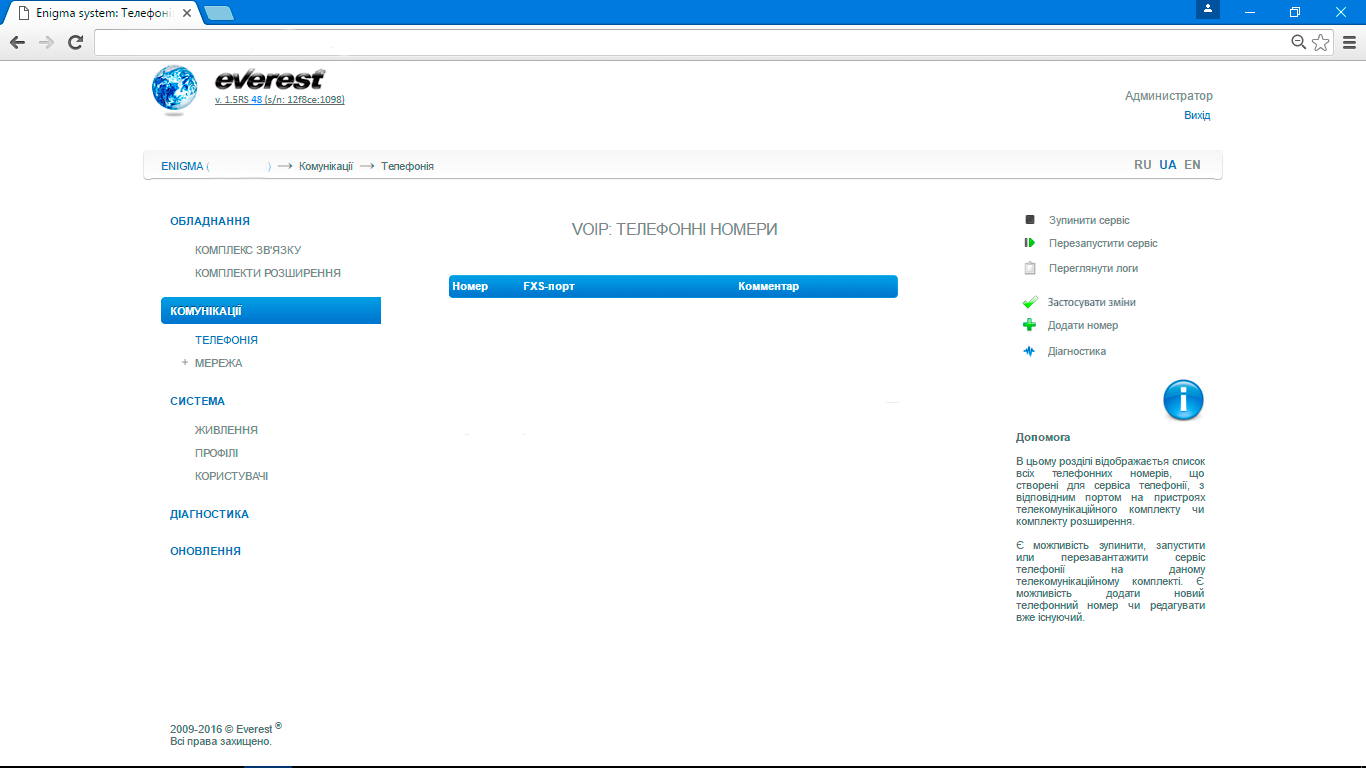 Enigma system: Телефоні
everest
v. 1.5RS 48 (s/n: 12f8ce:1098)
Администратор
Вихід
ENIGMA ( ) → Комунікації → Телефонія
RU UA EN
ОБЛАДНАННЯ
КОМПЛЕКС ЗВ'ЯЗКУ
КОМПЛЕКТИ РОЗШИРЕННЯ
КОМУНІКАЦІЇ
ТЕЛЕФОНІЯ
+ МЕРЕЖА
СИСТЕМА
ЖИВЛЕННЯ
ПРОФІЛІ
КОРИСТУВАЧІ
ДІАГНОСТИКА
ОНОВЛЕННЯ
VOIP: ТЕЛЕФОННІ НОМЕРИ
Номер FXS-порт Комментар
Зупинити сервіс
Перезапустити сервіс
Переглянути логи
Застосувати зміни
Додати номер
Діагностика
Допомога
В цьому розділі відображаєтья список
всіх телефонних номерів, що
створені для сервіса телефонії, з
відповідним портом на пристроях
телекомунікаційного комплекту чи
комплекту розширення.
Є можливість зупинити, запустити
или перезавантажити сервіс
телефонії на даному
телекомунікаційному комплекті. Є
можливість додати новий
телефонний номер чи редагувати
вже існуючий.
2009-2016 © Everest ®
Всі права захищено.